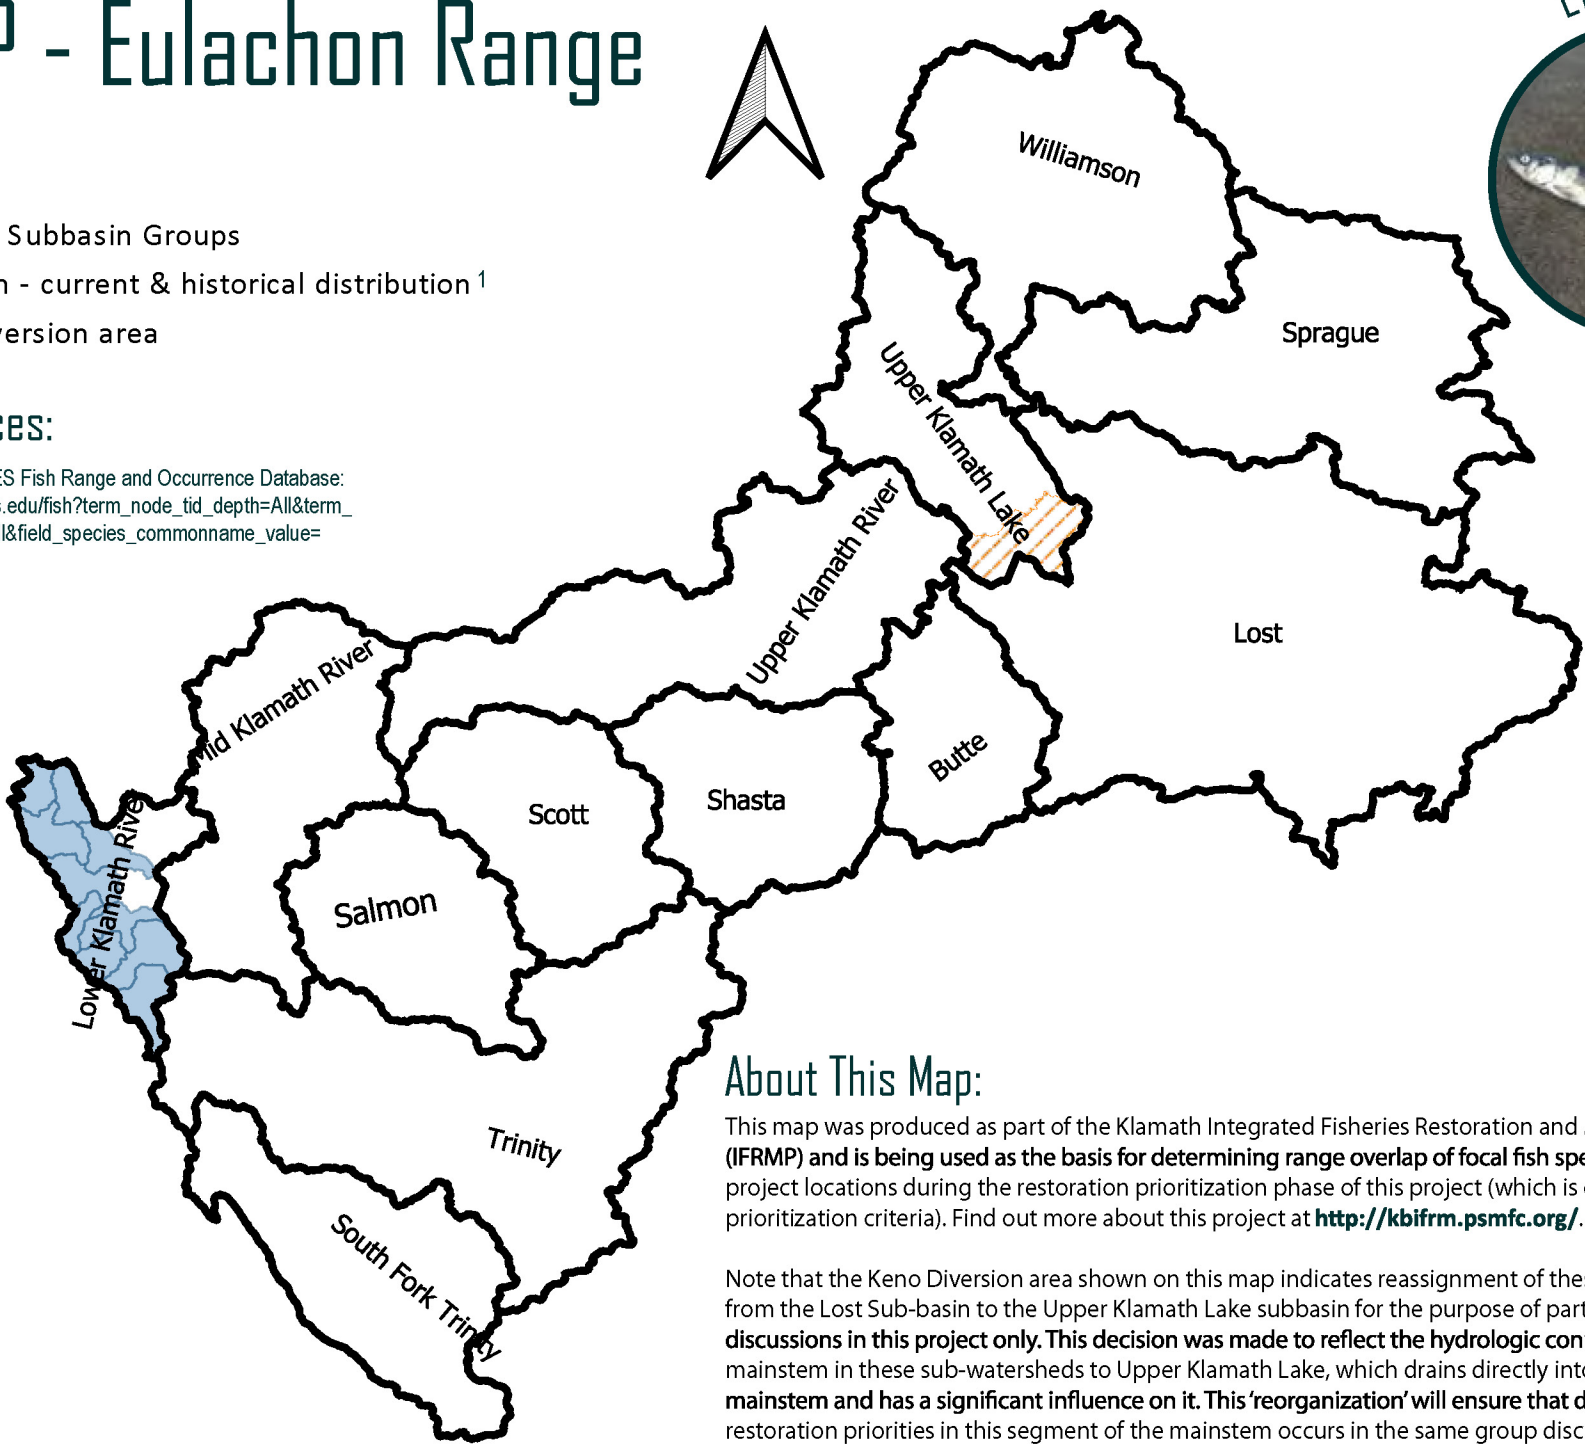 - Eulachon Range
Subbasin Groups
- current & historical distribution 1
version area
ces:
ES Fish Range and Occurrence Database:
s.edu/fish?term_node_tid_depth=All&term_
l&field_species_commonname_value=
Williamson
Sprague
Upper Klamath Lake
Upper Klamath River
Lost
Mid Klamath River
Butte
Scott
Shasta
Lower Klamath River
Salmon
Trinity
South Fork Trinity
About This Map:
This map was produced as part of the Klamath Integrated Fisheries Restoration and
(IFRMP) and is being used as the basis for determining range overlap of focal fish spe
project locations during the restoration prioritization phase of this project (which is
prioritization criteria). Find out more about this project at http://kbifrm.psmfc.org/.
Note that the Keno Diversion area shown on this map indicates reassignment of thes
from the Lost Sub-basin to the Upper Klamath Lake subbasin for the purpose of part
discussions in this project only. This decision was made to reflect the hydrologic con
mainstem in these sub-watersheds to Upper Klamath Lake, which drains directly into
mainstem and has a significant influence on it. This 'reorganization' will ensure that d
restoration priorities in this segment of the mainstem occurs in the same group disc